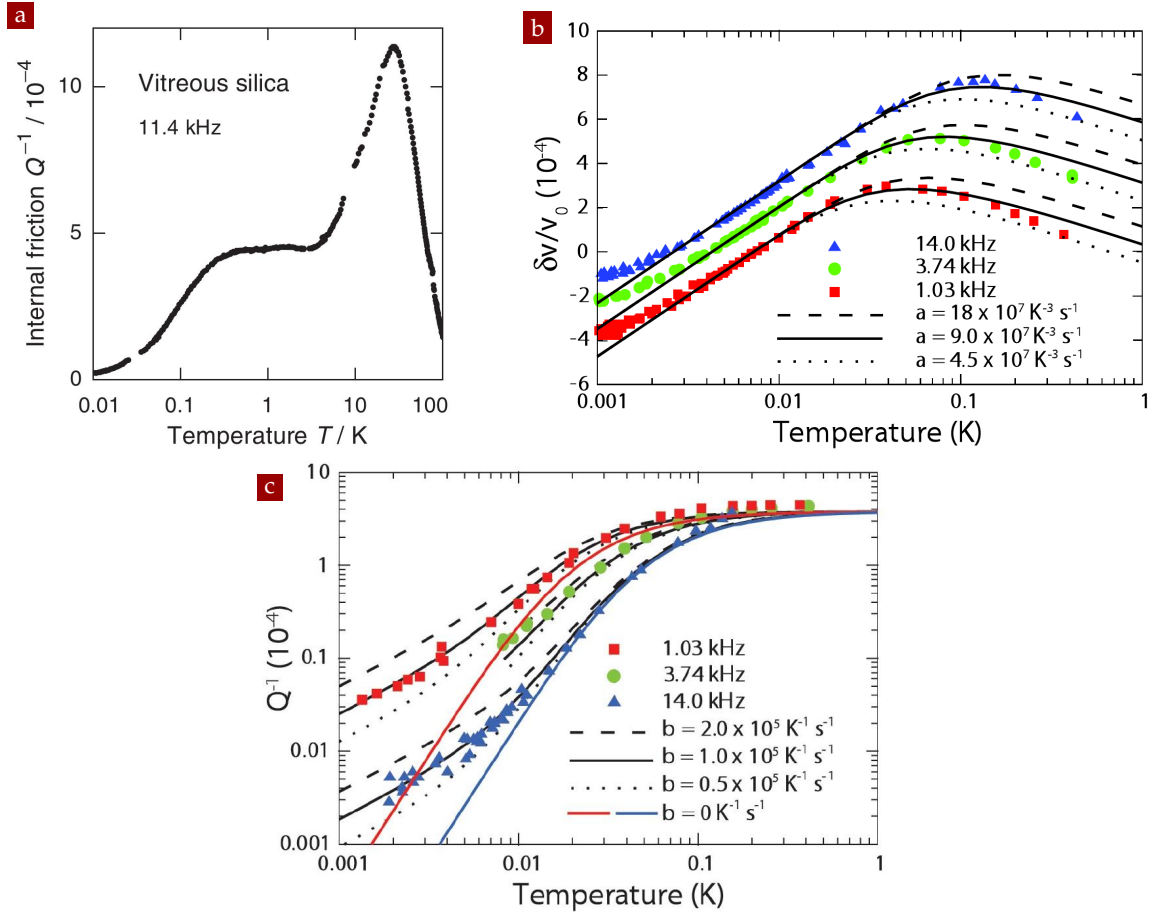 a
Vitreous silica
11.4 kHz
Internal friction Q⁻¹ / 10⁻⁴
10
5
0
0.01
0.1
1
10
100
Temperature T / K
b
δv/v₀ (10⁻⁴)
10
8
6
4
2
0
-2
-4
-6
14.0 kHz
3.74 kHz
1.03 kHz
a = 18 x 10⁷ K⁻³ s⁻¹
a = 9.0 x 10⁷ K⁻³ s⁻¹
a = 4.5 x 10⁷ K⁻³ s⁻¹
0.001
0.01
0.1
1
Temperature (K)
c
Q⁻¹ (10⁻⁴)
10
1
0.1
0.01
0.001
1.03 kHz
3.74 kHz
14.0 kHz
b = 2.0 x 10⁵ K⁻¹ s⁻¹
b = 1.0 x 10⁵ K⁻¹ s⁻¹
b = 0.5 x 10⁵ K⁻¹ s⁻¹
b = 0 K⁻¹ s⁻¹
0.001
0.01
0.1
1
Temperature (K)